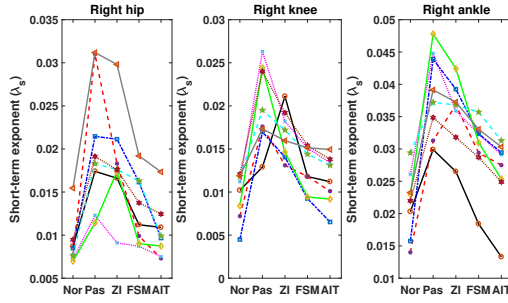 Right hip
Short-term exponent (λs)
0.035
0.03
0.025
0.02
0.015
0.01
0.005
Nor Pas ZI FSM AIT
Right knee
Short-term exponent (λs)
0.03
0.025
0.02
0.015
0.01
0.005
0
Nor Pas ZI FSM AIT
Right ankle
Short-term exponent (λs)
0.05
0.045
0.04
0.035
0.03
0.025
0.02
0.015
0.01
Nor Pas ZI FSM AIT